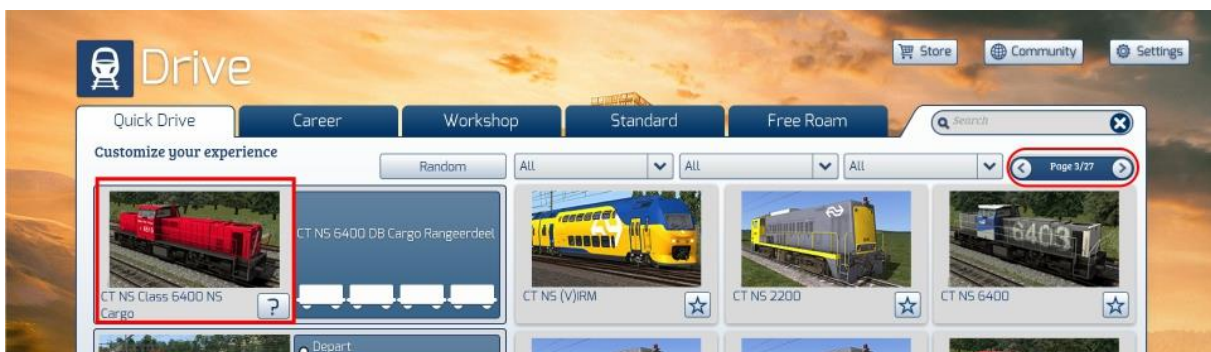 Drive
Store
Community
Settings
Quick Drive
Career
Workshop
Standard
Free Roam
Search
Customize your experience
Random
All
All
All
Page 3/27
CT NS 6400 DB Cargo Rangeerdeel
6403
CT NS Class 6400 NS
Cargo
?
CT NS (V)IRM
CT NS 2200
CT NS 6400
Depart